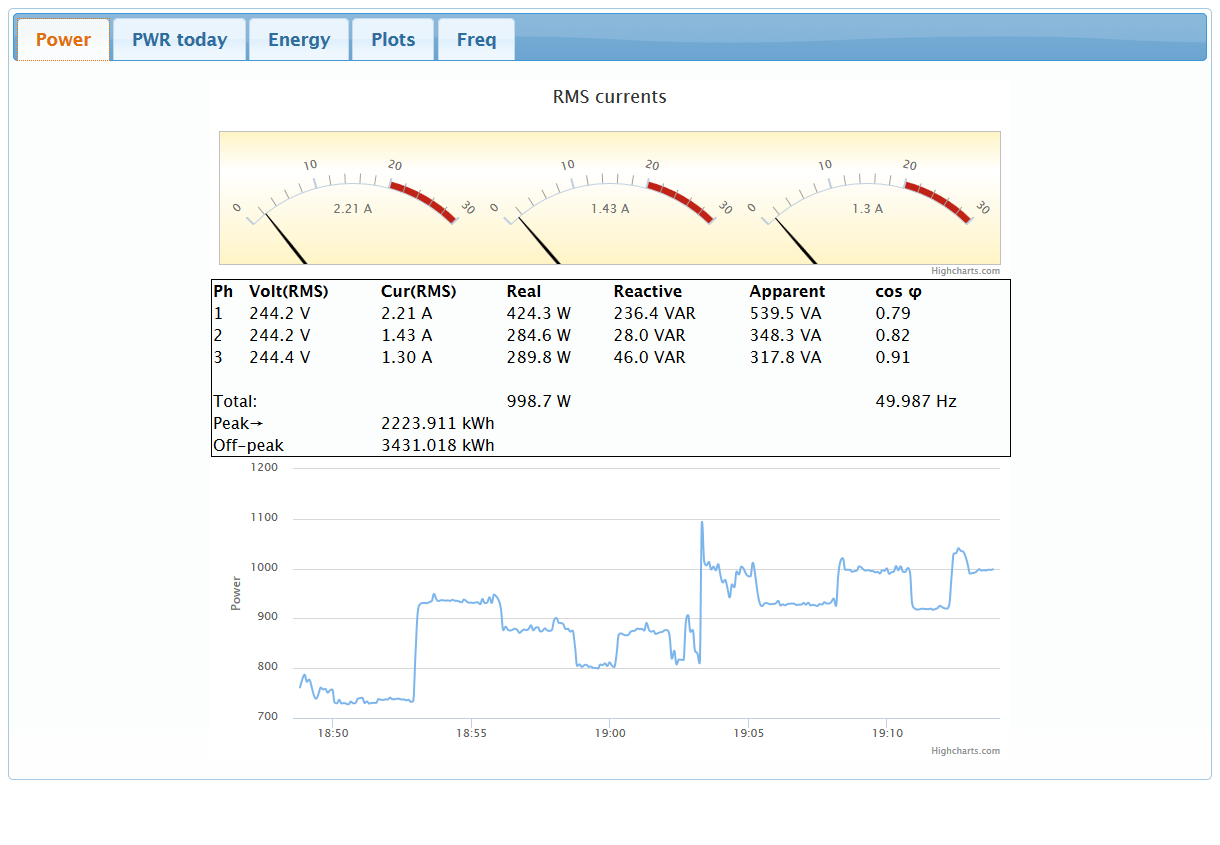 Power PWR today Energy Plots Freq
RMS currents
0 10 20 30 0 10 20 30 0 10 20 30
2.21 A 1.43 A 1.3 A
Highcharts.com
Ph Volt(RMS) Cur(RMS) Real Reactive Apparent cos φ
1 244.2 V 2.21 A 424.3 W 236.4 VAR 539.5 VA 0.79
2 244.2 V 1.43 A 284.6 W 28.0 VAR 348.3 VA 0.82
3 244.4 V 1.30 A 289.8 W 46.0 VAR 317.8 VA 0.91
Total: 998.7 W 49.987 Hz
Peak→ 2223.911 kWh
Off-peak 3431.018 kWh
1200
1100
1000
900
800
700
Power
18:50 18:55 19:00 19:05 19:10
Highcharts.com